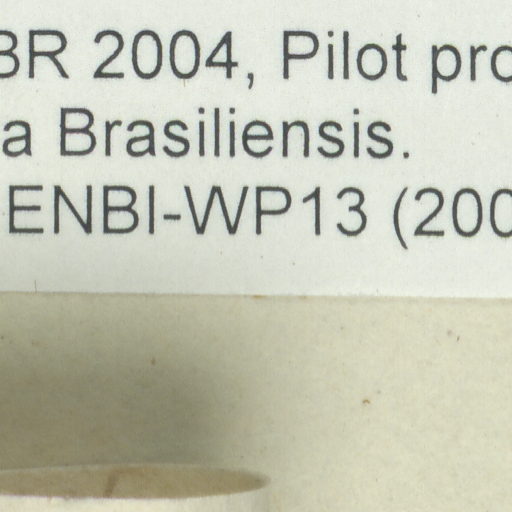 BR 2004, Pilot pro
a Brasiliensis.
ENBI-WP13 (200